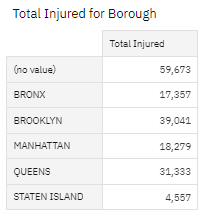 Total Injured for Borough
Total Injured
(no value) 59,673
BRONX 17,357
BROOKLYN 39,041
MANHATTAN 18,279
QUEENS 31,333
STATEN ISLAND 4,557